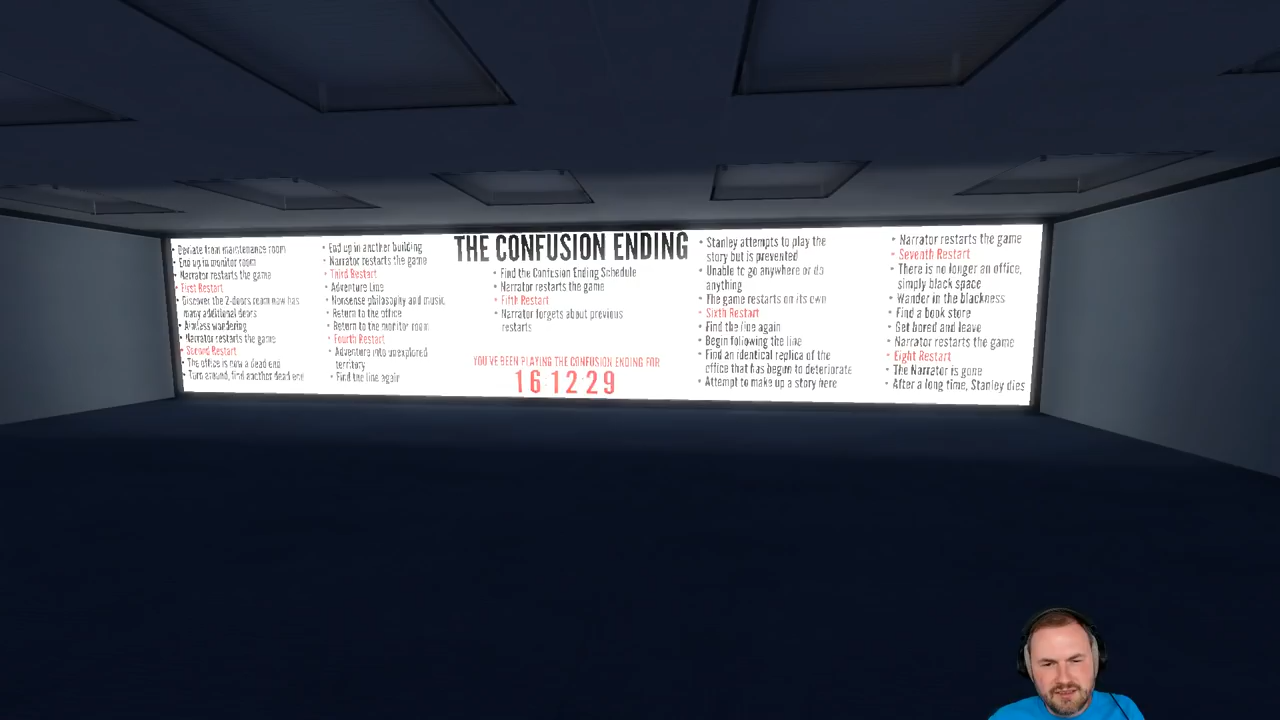 • Deviate from maintenance room
• End up in monitor room
• Narrator restarts the game
• First Restart
• Discover the 2-doors room now has
many additional doors
• Aimless wandering
• Narrator restarts the game
• Second Restart
• The office is now a dead end
• Turn around, find another dead end
• End up in another building
• Narrator restarts the game
• Third Restart
• Adventure Line
• Nonsense philosophy and music
• Return to the office
• Return to the monitor room
• Fourth Restart
• Adventure into unexplored
territory
• Find the line again
THE CONFUSION ENDING
• Find the Confusion Ending Schedule
• Narrator restarts the game
• Fifth Restart
• Narrator forgets about previous
restarts
YOU'VE BEEN PLAYING THE CONFUSION ENDING FOR
16:12:29
• Stanley attempts to play the
story but is prevented
• Unable to go anywhere or do
anything
• The game restarts on its own
• Sixth Restart
• Find the line again
• Begin following the line
• Find an identical replica of the
office that has begun to deteriorate
• Attempt to make up a story here
• Narrator restarts the game
• Seventh Restart
• There is no longer an office,
simply black space
• Wander in the blackness
• Find a book store
• Get bored and leave
• Narrator restarts the game
• Eight Restart
• The Narrator is gone
• After a long time, Stanley dies